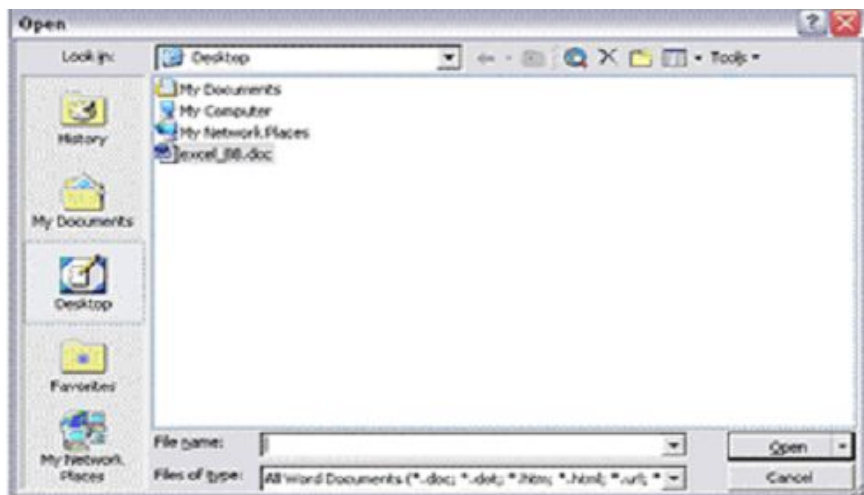 Open
Look in: Desktop Tools
My Documents
My Computer
My Network Places
excel_88.doc
History
My Documents
Desktop
Favorites
My Network Places
File name: Open
Files of type: All Word Documents (*.doc; *.dot; *.htm; *.html; *.url; * Cancel